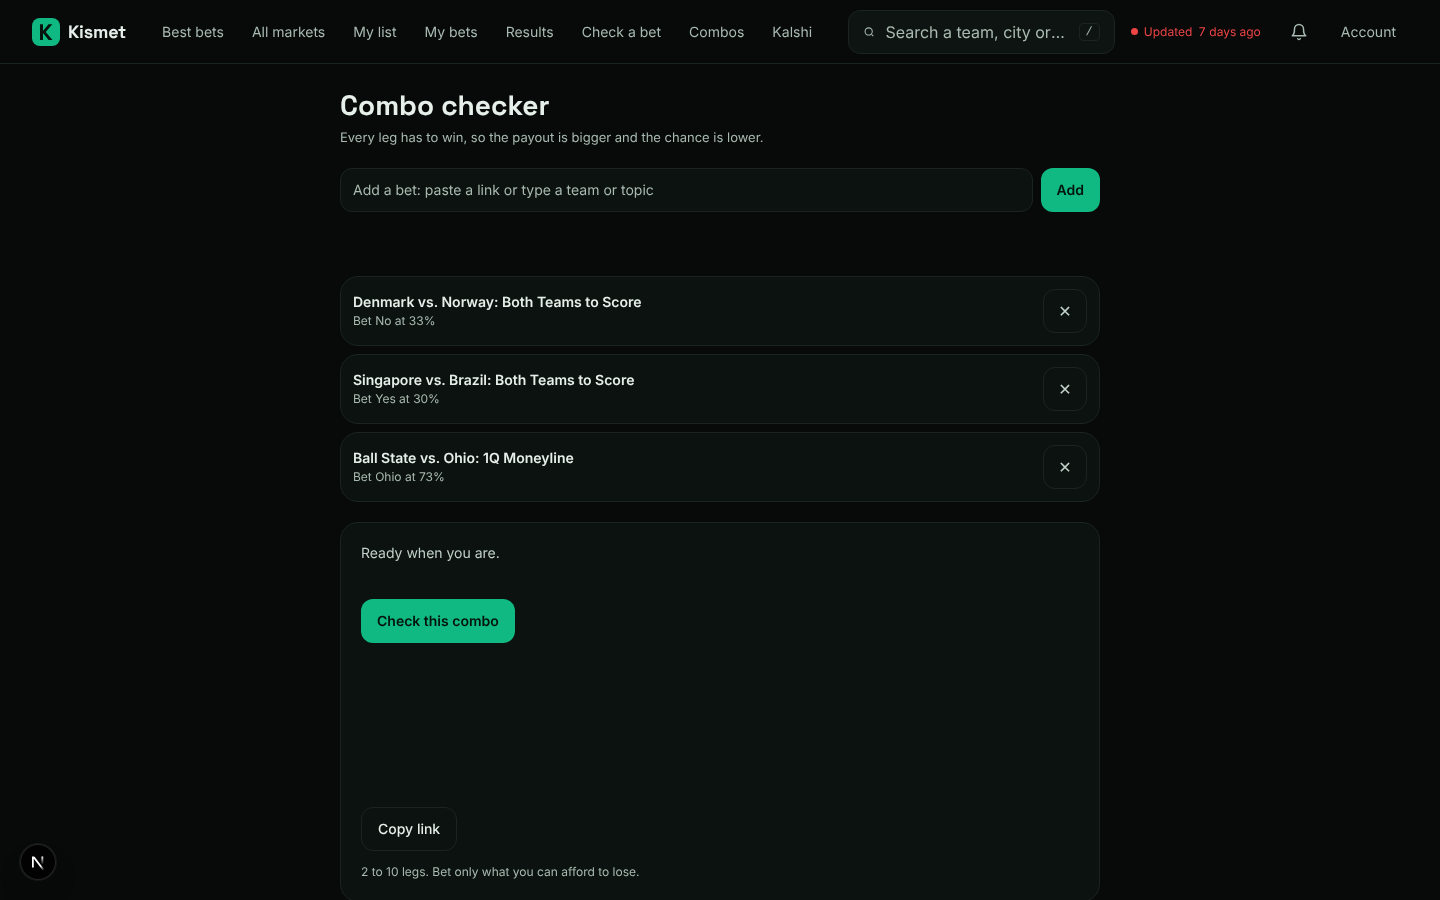 K Kismet
Best bets
All markets
My list
My bets
Results
Check a bet
Combos
Kalshi
Search a team, city or...
/
Updated 7 days ago
Account
Combo checker
Every leg has to win, so the payout is bigger and the chance is lower.
Add a bet: paste a link or type a team or topic
Add
Denmark vs. Norway: Both Teams to Score
Bet No at 33%
Singapore vs. Brazil: Both Teams to Score
Bet Yes at 30%
Ball State vs. Ohio: 1Q Moneyline
Bet Ohio at 73%
Ready when you are.
Check this combo
Copy link
N
2 to 10 legs. Bet only what you can afford to lose.